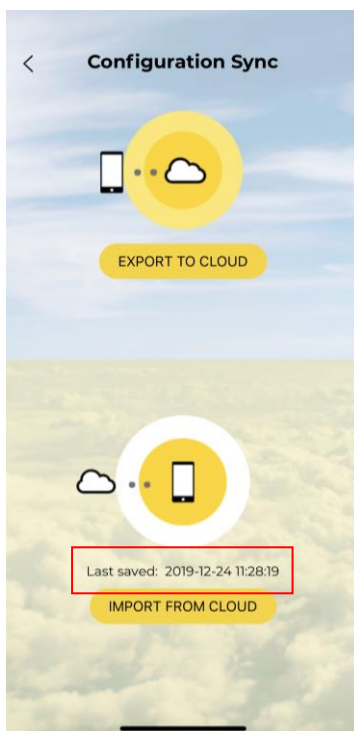 Configuration Sync
EXPORT TO CLOUD
Last saved: 2019-12-24 11:28:19
IMPORT FROM CLOUD